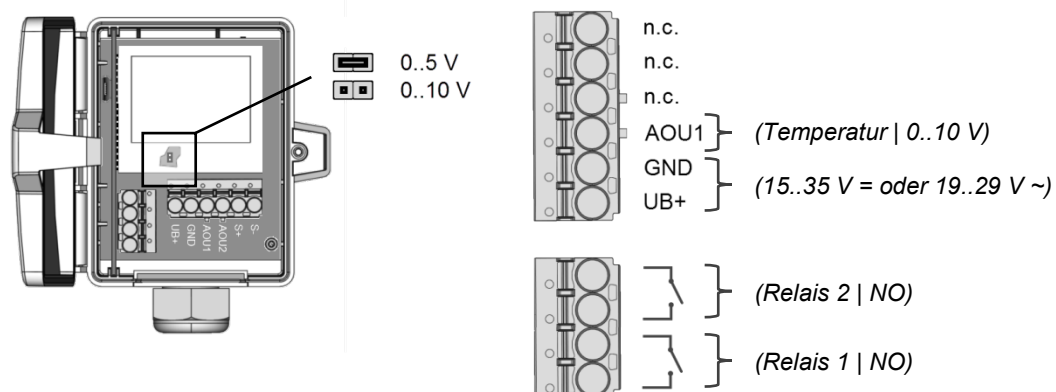 0..5 V
0..10 V
UB+
GND
AOU1
AOU2
S+
S-
n.c.
n.c.
n.c.
AOU1
(Temperatur | 0..10 V)
GND
UB+
(15..35 V = oder 19..29 V ~)
(Relais 2 | NO)
(Relais 1 | NO)